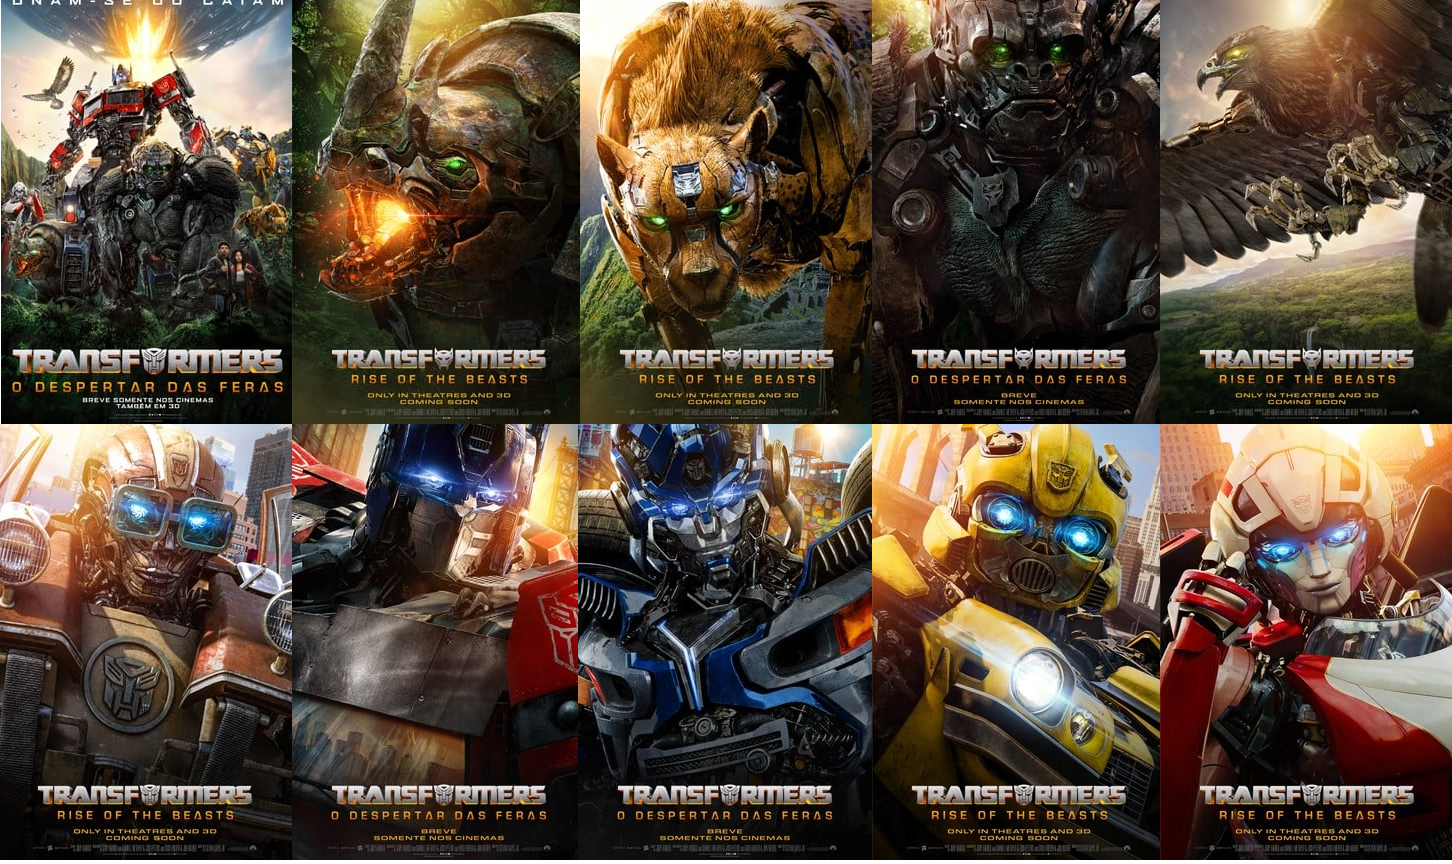 UNAM-SE OU CAIAM
TRANSFORMERS
O DESPERTAR DAS FERAS
BREVE SOMENTE NOS CINEMAS
TAMBÉM EM 3D
TRANSFORMERS
RISE OF THE BEASTS
ONLY IN THEATRES AND 3D
COMING SOON
TRANSFORMERS
RISE OF THE BEASTS
ONLY IN THEATRES AND 3D
COMING SOON
TRANSFORMERS
O DESPERTAR DAS FERAS
BREVE
SOMENTE NOS CINEMAS
TRANSFORMERS
RISE OF THE BEASTS
ONLY IN THEATRES AND 3D
COMING SOON
TRANSFORMERS
RISE OF THE BEASTS
ONLY IN THEATRES AND 3D
COMING SOON
TRANSFORMERS
O DESPERTAR DAS FERAS
BREVE
SOMENTE NOS CINEMAS
TRANSFORMERS
O DESPERTAR DAS FERAS
BREVE
SOMENTE NOS CINEMAS
TRANSFORMERS
RISE OF THE BEASTS
ONLY IN THEATRES AND 3D
COMING SOON
TRANSFORMERS
RISE OF THE BEASTS
ONLY IN THEATRES AND 3D
COMING SOON